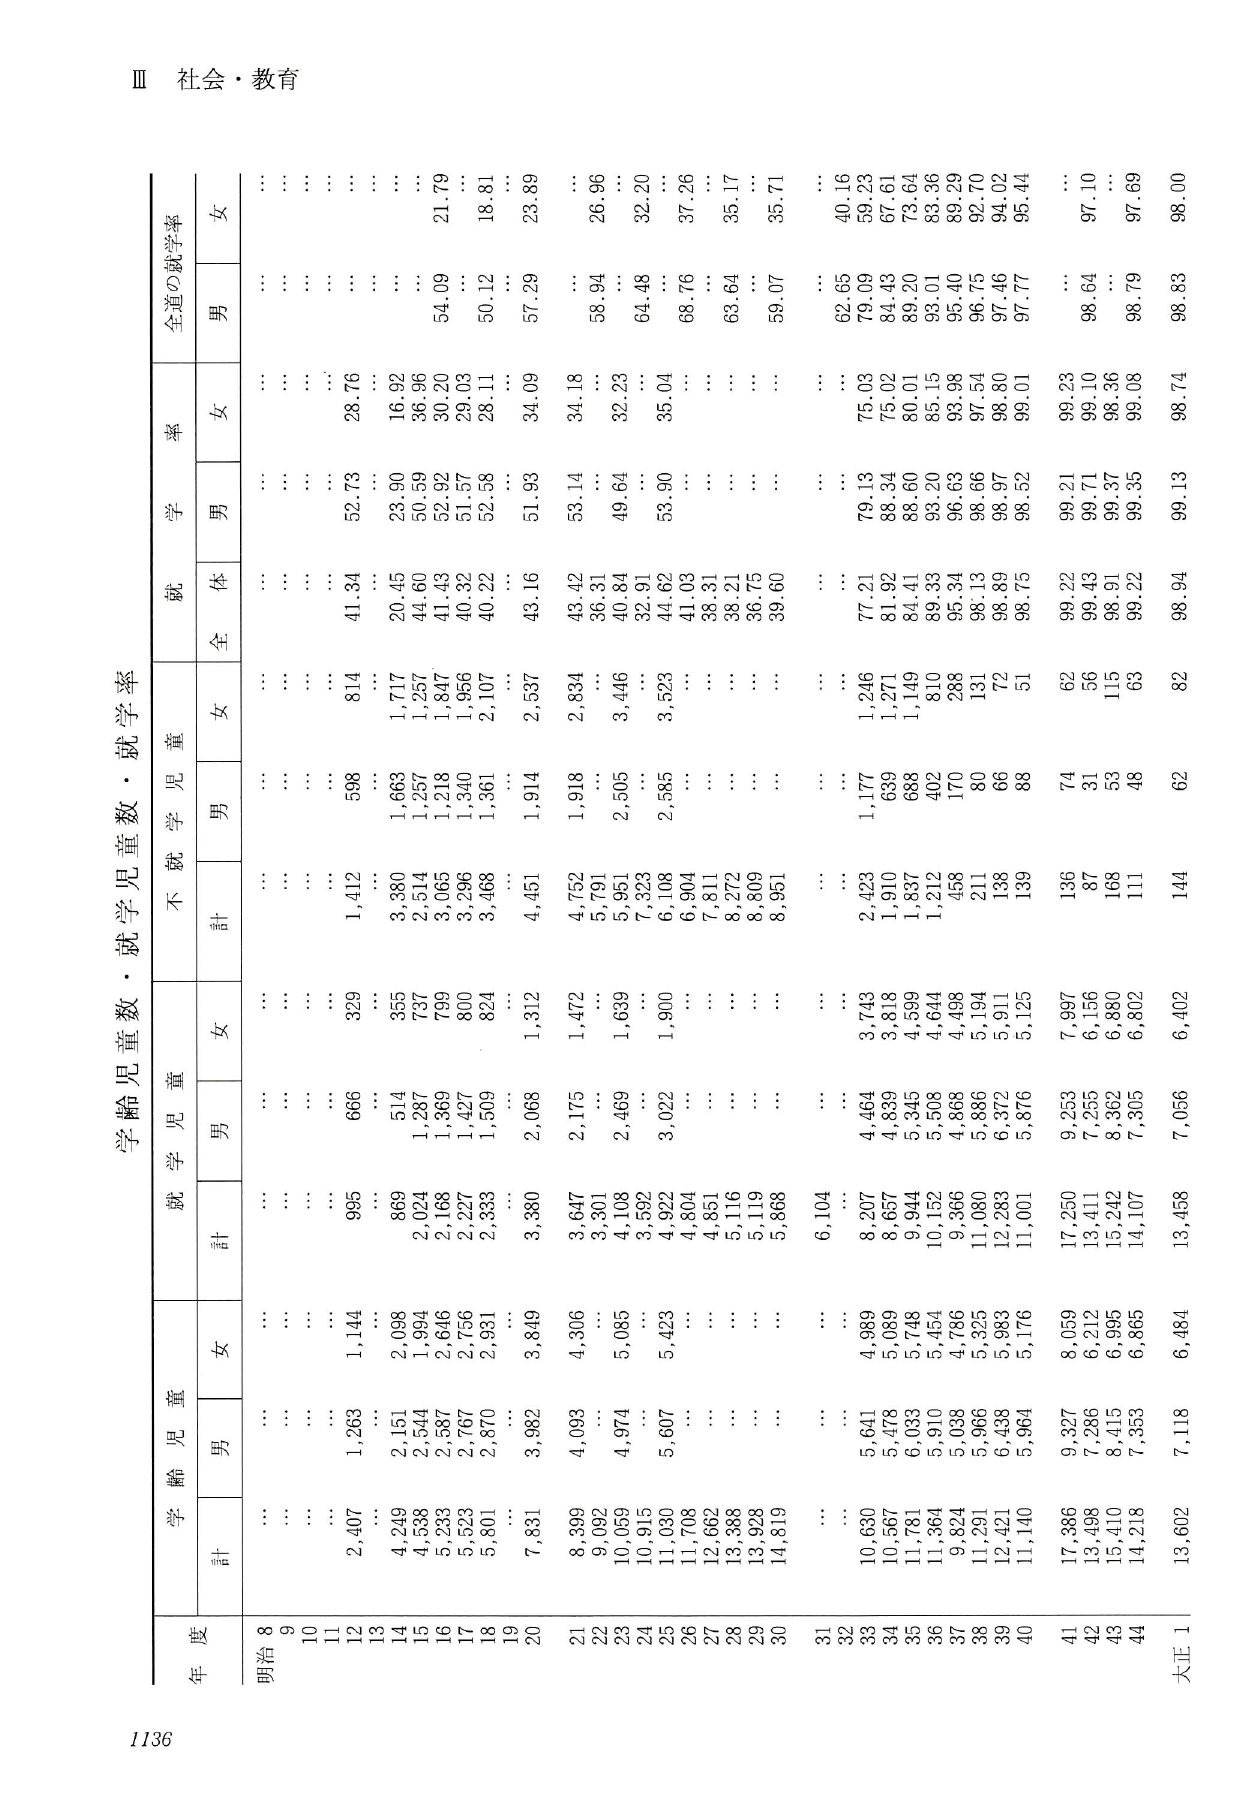 Ⅲ 社会・教育
学齢児童数・就学児童数・就学率
年度 学齢児童 就学児童 不就学児童 就学率 全道の就学率
計 男 女 計 男 女 計 男 女 全体 男 女 男 女
明治 8 … … … … … … … … … … … … … …
9 … … … … … … … … … … … … … …
10 … … … … … … … … … … … … … …
11 … … … … … … … … … … … … … …
12 2,407 1,263 1,144 995 666 329 1,412 598 814 41.34 52.73 28.76 … …
13 … … … … … … … … … … … … … …
14 4,249 2,151 2,098 869 514 355 3,380 1,663 1,717 20.45 23.90 16.92 … …
15 4,538 2,544 1,994 2,024 1,287 737 2,514 1,257 1,257 44.60 50.59 36.96 … …
16 5,233 2,587 2,646 2,168 1,369 799 3,065 1,218 1,847 41.43 52.92 30.20 54.09 21.79
17 5,523 2,767 2,756 2,227 1,427 800 3,296 1,340 1,956 40.32 51.57 29.03 … …
18 5,801 2,870 2,931 2,333 1,509 824 3,468 1,361 2,107 40.22 52.58 28.11 50.12 18.81
19 … … … … … … … … … … … … … …
20 7,831 3,982 3,849 3,380 2,068 1,312 4,451 1,914 2,537 43.16 51.93 34.09 57.29 23.89
21 8,399 4,093 4,306 3,647 2,175 1,472 4,752 1,918 2,834 43.42 53.14 34.18 … …
22 9,092 … … 3,301 … … 5,791 … … 36.31 … … 58.94 26.96
23 10,059 4,974 5,085 4,108 2,469 1,639 5,951 2,505 3,446 40.84 49.64 32.23 … …
24 10,915 … … 3,592 … … 7,323 … … 32.91 … … 64.48 32.20
25 11,030 5,607 5,423 4,922 3,022 1,900 6,108 2,585 3,523 44.62 53.90 35.04 … …
26 11,708 … … 4,804 … … 6,904 … … 41.03 … … 68.76 37.26
27 12,662 … … 4,851 … … 7,811 … … 38.31 … … … …
28 13,388 … … 5,116 … … 8,272 … … 38.21 … … 63.64 35.17
29 13,928 … … 5,119 … … 8,809 … … 36.75 … … … …
30 14,819 … … 5,868 … … 8,951 … … 39.60 … … 59.07 35.71
31 … … … 6,104 … … … … … … … … … …
32 … … … … … … … … … … … … 62.65 40.16
33 10,630 5,641 4,989 8,207 4,464 3,743 2,423 1,177 1,246 77.21 79.13 75.03 79.09 59.23
34 10,567 5,478 5,089 8,657 4,839 3,818 1,910 639 1,271 81.92 88.34 75.02 84.43 67.61
35 11,781 6,033 5,748 9,944 5,345 4,599 1,837 688 1,149 84.41 88.60 80.01 89.20 73.64
36 11,364 5,910 5,454 10,152 5,508 4,644 1,212 402 810 89.33 93.20 85.15 93.01 83.36
37 9,824 5,038 4,786 9,366 4,868 4,498 458 170 288 95.34 96.63 93.98 95.40 89.29
38 11,291 5,966 5,325 11,080 5,886 5,194 211 80 131 98.13 98.66 97.54 96.75 92.70
39 12,421 6,438 5,983 12,283 6,372 5,911 138 66 72 98.89 98.97 98.80 97.46 94.02
40 11,140 5,964 5,176 11,001 5,876 5,125 139 88 51 98.75 98.52 99.01 97.77 95.44
41 17,386 9,327 8,059 17,250 9,253 7,997 136 74 62 99.22 99.21 99.23 … …
42 13,498 7,286 6,212 13,411 7,255 6,156 87 31 56 99.43 99.71 99.10 98.64 97.10
43 15,410 8,415 6,995 15,242 8,362 6,880 168 53 115 98.91 99.37 98.36 … …
44 14,218 7,353 6,865 14,107 7,305 6,802 111 48 63 99.22 99.35 99.08 98.79 97.69
大正 1 13,602 7,118 6,484 13,458 7,056 6,402 144 62 82 98.94 99.13 98.74 98.83 98.00
1136